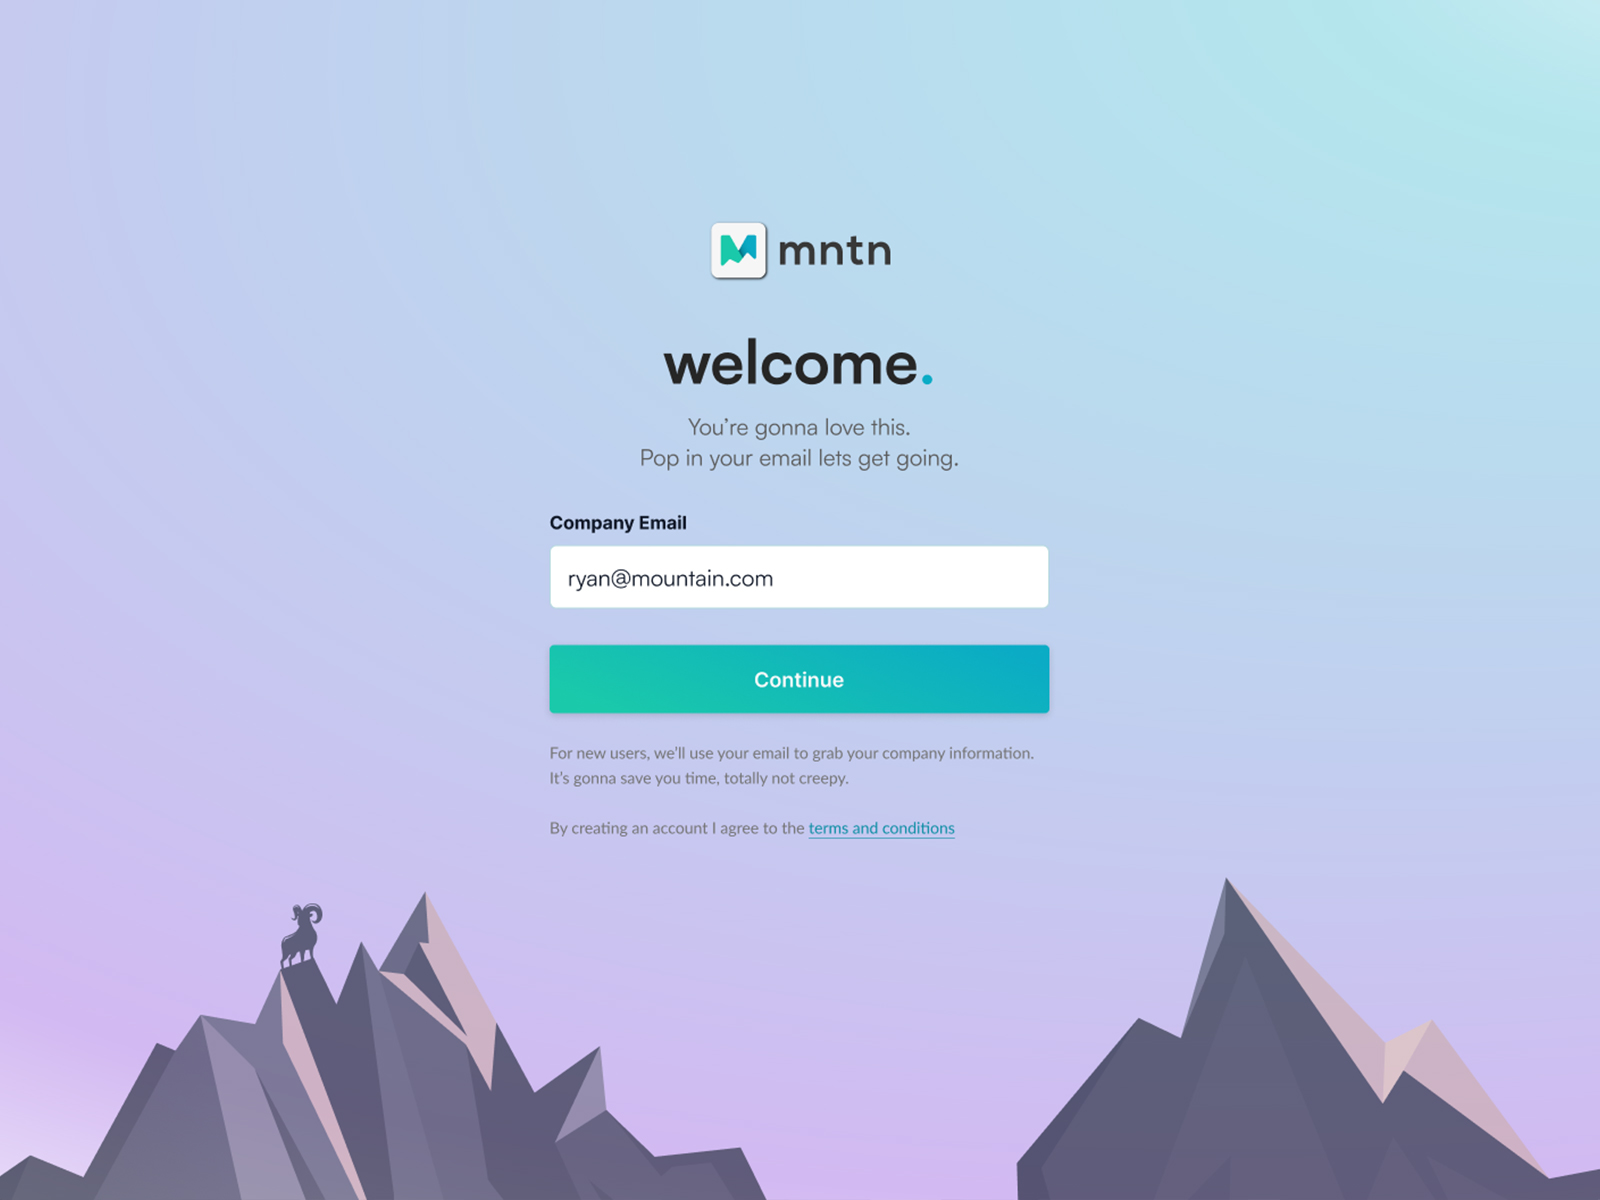 mntn
welcome.
You're gonna love this.
Pop in your email lets get going.
Company Email
ryan@mountain.com
Continue
For new users, we'll use your email to grab your company information.
It's gonna save you time, totally not creepy.
By creating an account I agree to the terms and conditions